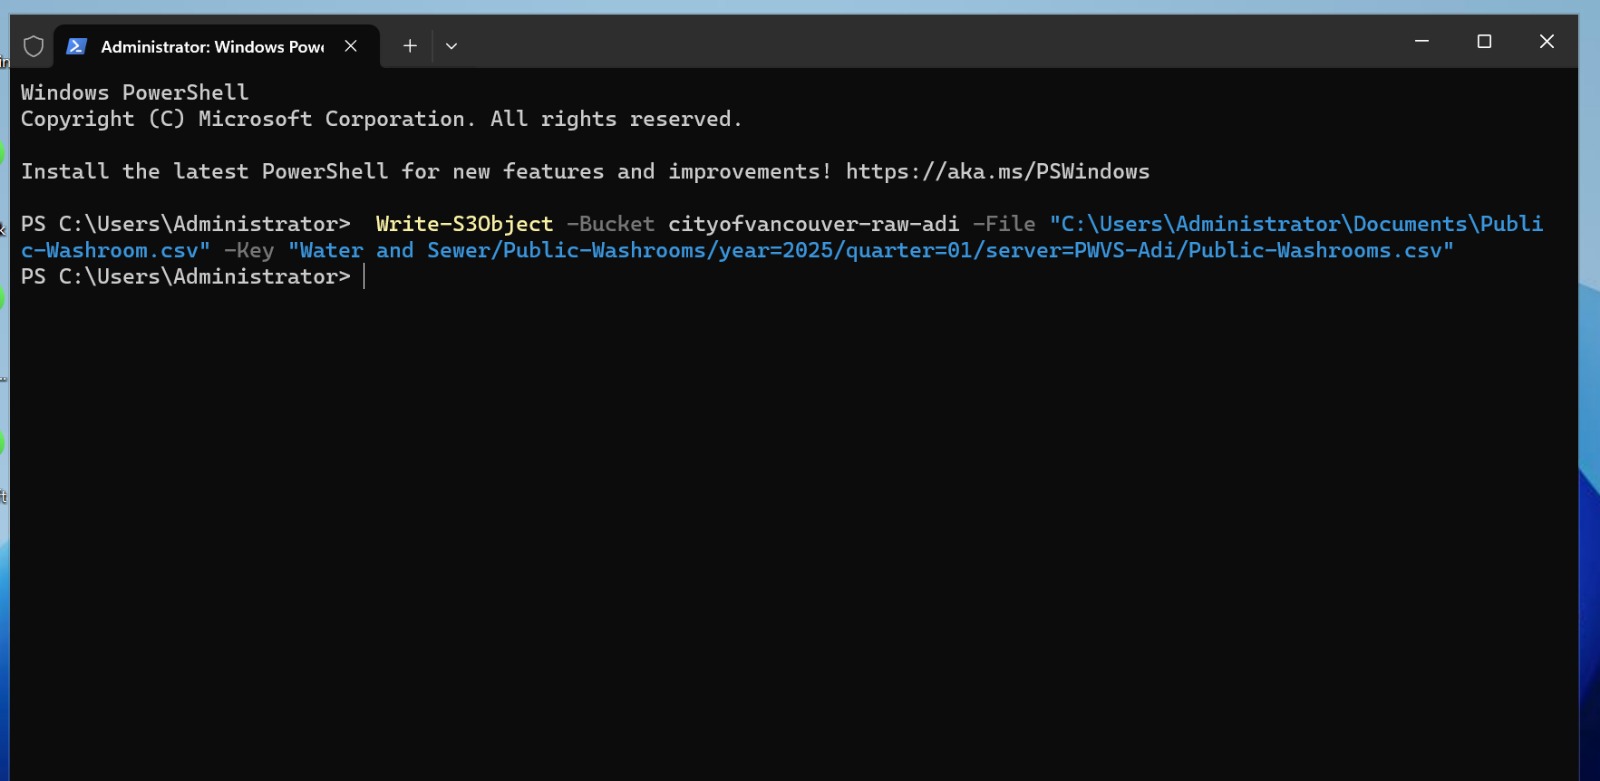 Administrator: Windows Powe
Windows PowerShell
Copyright (C) Microsoft Corporation. All rights reserved.
Install the latest PowerShell for new features and improvements! https://aka.ms/PSWindows
PS C:\Users\Administrator>  Write-S3Object -Bucket cityofvancouver-raw-adi -File "C:\Users\Administrator\Documents\Publi
c-Washroom.csv" -Key "Water and Sewer/Public-Washrooms/year=2025/quarter=01/server=PWVS-Adi/Public-Washrooms.csv"
PS C:\Users\Administrator>